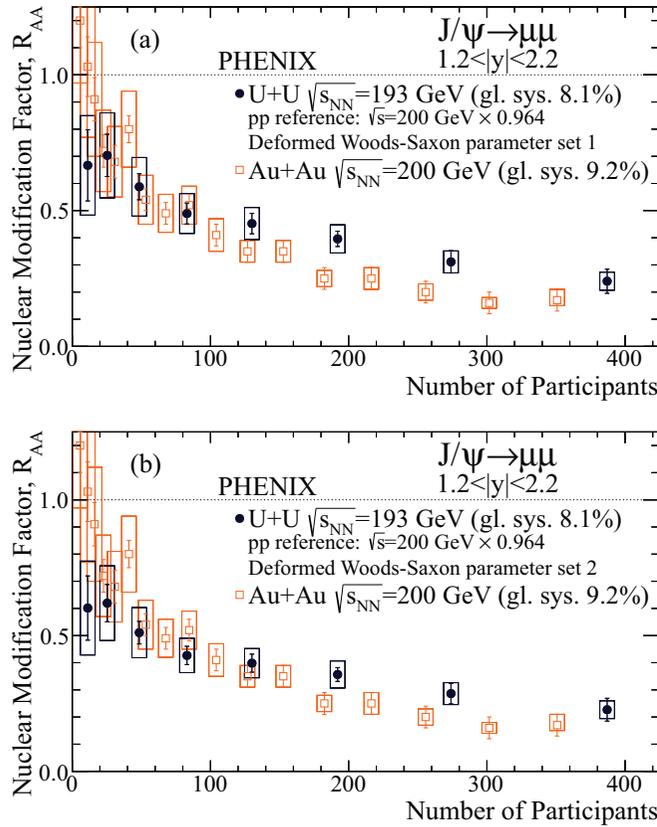 Nuclear Modification Factor, R_AA
(a)
J/ψ→μμ
PHENIX
1.2<|y|<2.2
1.0
U+U √s_NN=193 GeV (gl. sys. 8.1%)
pp reference: √s=200 GeV × 0.964
Deformed Woods-Saxon parameter set 1
Au+Au √s_NN=200 GeV (gl. sys. 9.2%)
0.5
0.0
0 100 200 300 400
Number of Participants
Nuclear Modification Factor, R_AA
(b)
J/ψ→μμ
PHENIX
1.2<|y|<2.2
1.0
U+U √s_NN=193 GeV (gl. sys. 8.1%)
pp reference: √s=200 GeV × 0.964
Deformed Woods-Saxon parameter set 2
Au+Au √s_NN=200 GeV (gl. sys. 9.2%)
0.5
0.0
0 100 200 300 400
Number of Participants